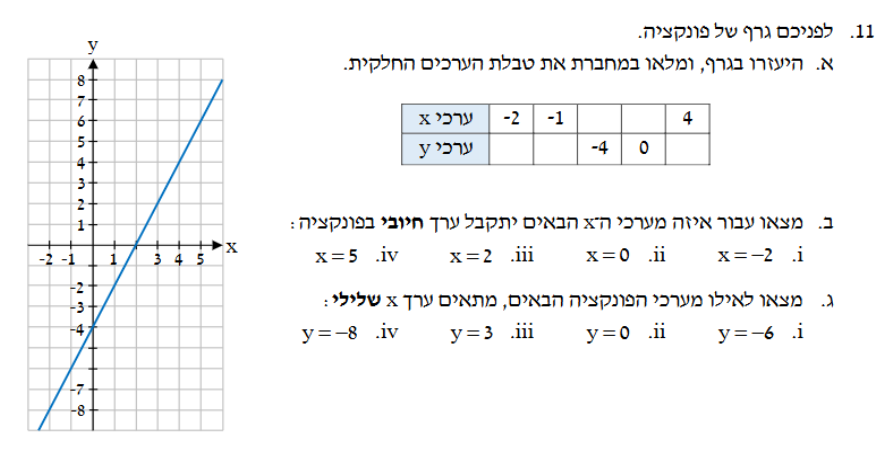 11. לפניכם גרף של פונקציה.
א. היעזרו בגרף, ומלאו במחברת את טבלת הערכים החלקית.
ערכי x -2 -1 4
ערכי y -4 0
ב. מצאו עבור איזה מערכי ה־x הבאים יתקבל ערך חיובי בפונקציה:
i. x=−2 ii. x=0 iii. x=2 iv. x=5
ג. מצאו לאילו מערכי הפונקציה הבאים, מתאים ערך x שלילי:
i. y=−6 ii. y=0 iii. y=3 iv. y=−8
y
8
7
6
5
4
3
2
1
-2 -1 1 3 4 5 x
-2
-3
-4
-7
-8